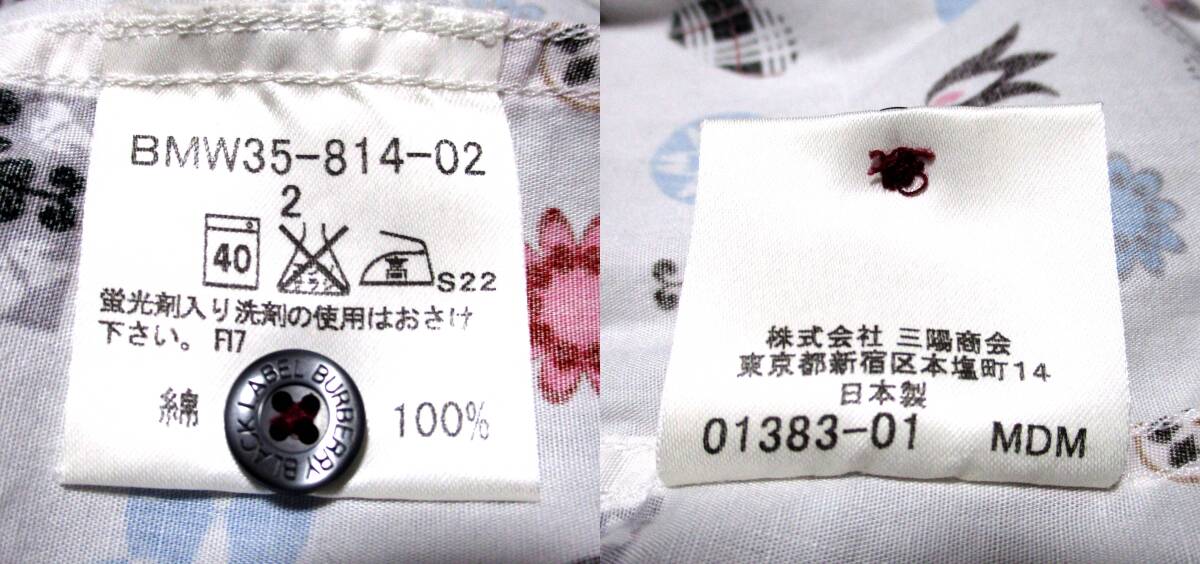 BMW35-814-02
2
40
高
S22
蛍光剤入り洗剤の使用はおさけ
下さい。 F17
綿 100%
BLACK LABEL BURBERRY
株式会社 三陽商会
東京都新宿区本塩町14
日本製
01383-01 MDM